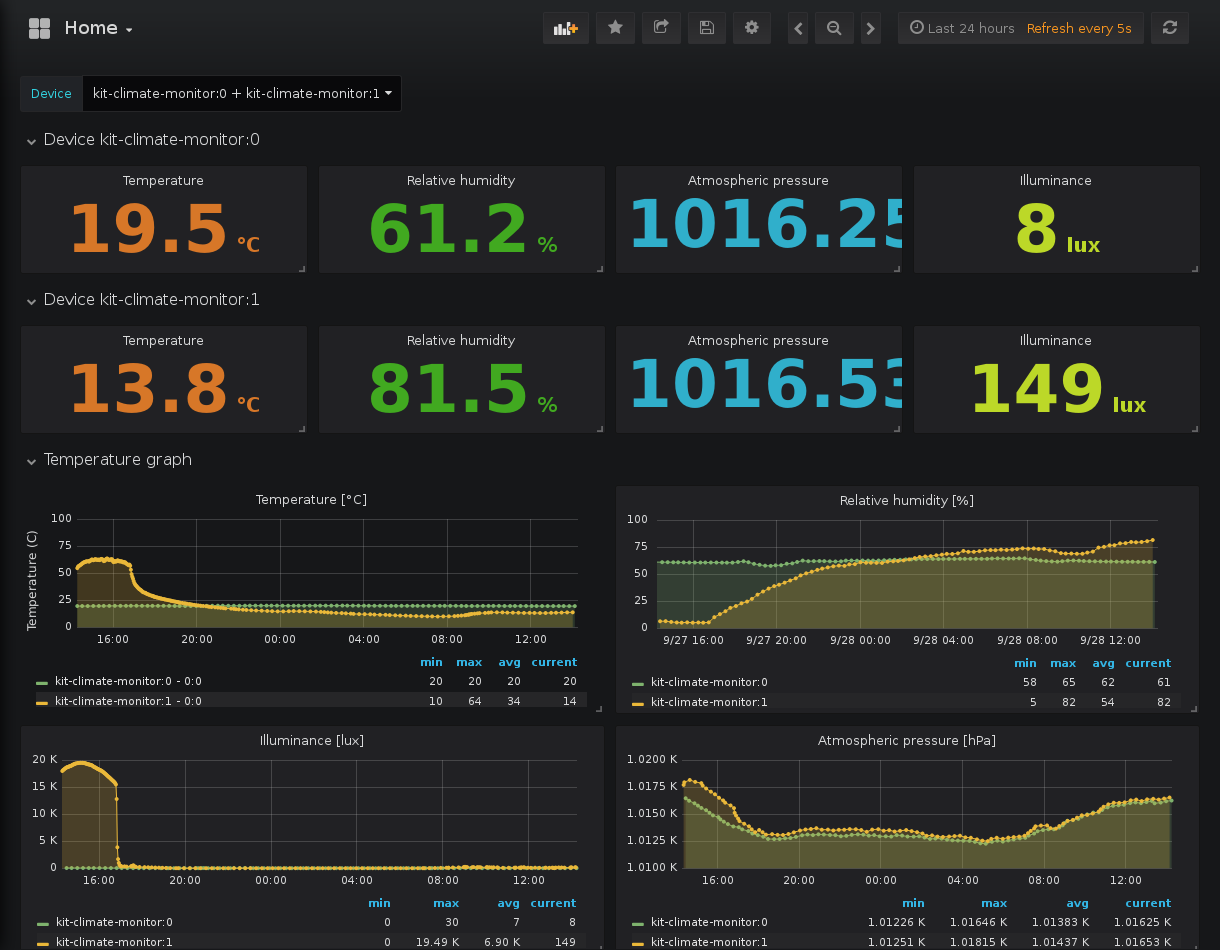 Home
Last 24 hours Refresh every 5s
Device kit-climate-monitor:0 + kit-climate-monitor:1
Device kit-climate-monitor:0
Temperature Relative humidity Atmospheric pressure Illuminance
19.5 °C 61.2 % 1016.25 8 lux
Device kit-climate-monitor:1
Temperature Relative humidity Atmospheric pressure Illuminance
13.8 °C 81.5 % 1016.53 149 lux
Temperature graph
Temperature [°C]
Temperature (C)
100
75
50
25
0
16:00 20:00 00:00 04:00 08:00 12:00
min max avg current
kit-climate-monitor:0 - 0:0 20 20 20 20
kit-climate-monitor:1 - 0:0 10 64 34 14
Relative humidity [%]
100
75
50
25
0
9/27 16:00 9/27 20:00 9/28 00:00 9/28 04:00 9/28 08:00 9/28 12:00
min max avg current
kit-climate-monitor:0 58 65 62 61
kit-climate-monitor:1 5 82 54 82
Illuminance [lux]
20 K
15 K
10 K
5 K
0
16:00 20:00 00:00 04:00 08:00 12:00
min max avg current
kit-climate-monitor:0 0 30 7 8
kit-climate-monitor:1 0 19.49 K 6.90 K 149
Atmospheric pressure [hPa]
1.0200 K
1.0175 K
1.0150 K
1.0125 K
1.0100 K
16:00 20:00 00:00 04:00 08:00 12:00
min max avg current
kit-climate-monitor:0 1.01226 K 1.01646 K 1.01383 K 1.01625 K
kit-climate-monitor:1 1.01251 K 1.01815 K 1.01437 K 1.01653 K